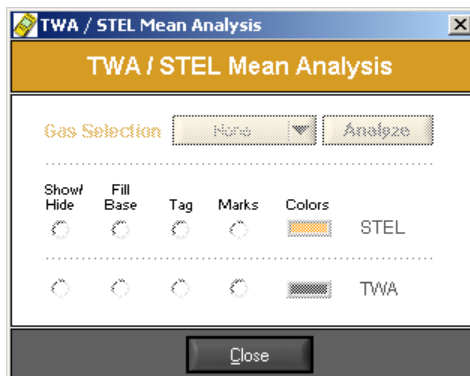 TWA / STEL Mean Analysis
TWA / STEL Mean Analysis
Gas Selection None Analyze
Show/ Hide Fill Base Tag Marks Colors
STEL
TWA
Close